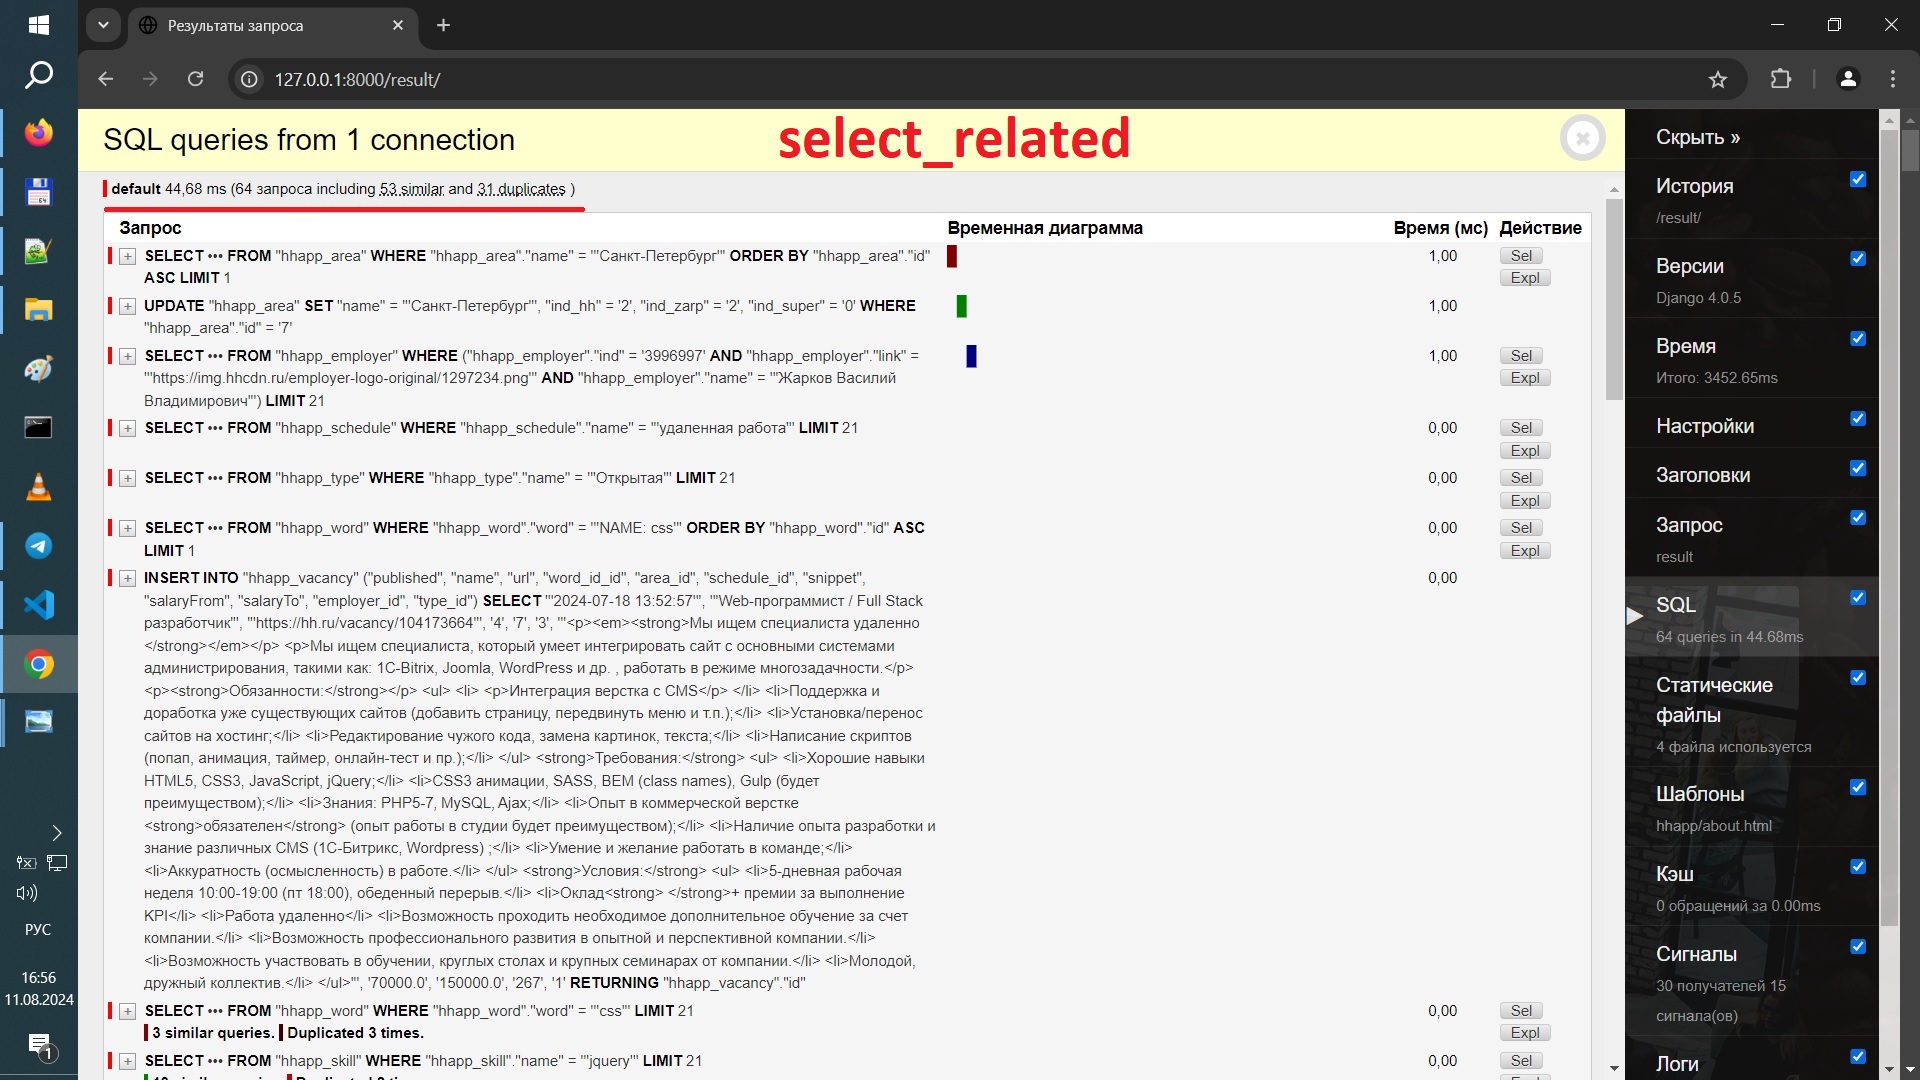 Результаты запроса
127.0.0.1:8000/result/
SQL queries from 1 connection
select_related
default 44,68 ms (64 запроса including 53 similar and 31 duplicates )
Запрос Временная диаграмма Время (мс) Действие
SELECT ••• FROM "hhapp_area" WHERE "hhapp_area"."name" = '''Санкт-Петербург''' ORDER BY "hhapp_area"."id" 1,00 Sel
ASC LIMIT 1 Expl
UPDATE "hhapp_area" SET "name" = '''Санкт-Петербург''', "ind_hh" = '2', "ind_zarp" = '2', "ind_super" = '0' WHERE 1,00
"hhapp_area"."id" = '7'
SELECT ••• FROM "hhapp_employer" WHERE ("hhapp_employer"."ind" = '3996997' AND "hhapp_employer"."link" = 1,00 Sel
'''https://img.hhcdn.ru/employer-logo-original/1297234.png''' AND "hhapp_employer"."name" = '''Жарков Василий Expl
Владимирович''') LIMIT 21
SELECT ••• FROM "hhapp_schedule" WHERE "hhapp_schedule"."name" = '''удаленная работа''' LIMIT 21 0,00 Sel
Expl
SELECT ••• FROM "hhapp_type" WHERE "hhapp_type"."name" = '''Открытая''' LIMIT 21 0,00 Sel
Expl
SELECT ••• FROM "hhapp_word" WHERE "hhapp_word"."word" = '''NAME: css''' ORDER BY "hhapp_word"."id" ASC 0,00 Sel
LIMIT 1 Expl
INSERT INTO "hhapp_vacancy" ("published", "name", "url", "word_id_id", "area_id", "schedule_id", "snippet", 0,00
"salaryFrom", "salaryTo", "employer_id", "type_id") SELECT '''2024-07-18 13:52:57''', '''Web-программист / Full Stack
разработчик''', '''https://hh.ru/vacancy/104173664''', '4', '7', '3', '''<p><em><strong>Мы ищем специалиста удаленно
</strong></em></p> <p>Мы ищем специалиста, который умеет интегрировать сайт с основными системами
администрирования, такими как: 1C-Bitrix, Joomla, WordPress и др. , работать в режиме многозадачности.</p>
<p><strong>Обязанности:</strong></p> <ul> <li> <p>Интеграция верстка с CMS</p> </li> <li>Поддержка и
доработка уже существующих сайтов (добавить страницу, передвинуть меню и т.п.);</li> <li>Установка/перенос
сайтов на хостинг;</li> <li>Редактирование чужого кода, замена картинок, текста;</li> <li>Написание скриптов
(попап, анимация, таймер, онлайн-тест и пр.);</li> </ul> <strong>Требования:</strong> <ul> <li>Хорошие навыки
HTML5, CSS3, JavaScript, jQuery;</li> <li>CSS3 анимации, SASS, BEM (class names), Gulp (будет
преимуществом);</li> <li>Знания: PHP5-7, MySQL, Ajax;</li> <li>Опыт в коммерческой верстке
<strong>обязателен</strong> (опыт работы в студии будет преимуществом);</li> <li>Наличие опыта разработки и
знание различных CMS (1С-Битрикс, Wordpress) ;</li> <li>Умение и желание работать в команде;</li>
<li>Аккуратность (осмысленность) в работе.</li> </ul> <strong>Условия:</strong> <ul> <li>5-дневная рабочая
неделя 10:00-19:00 (пт 18:00), обеденный перерыв.</li> <li>Оклад<strong> </strong>+ премии за выполнение
KPI</li> <li>Работа удаленно</li> <li>Возможность проходить необходимое дополнительное обучение за счет
компании.</li> <li>Возможность профессионального развития в опытной и перспективной компании.</li>
<li>Возможность участвовать в обучении, круглых столах и крупных семинарах от компании.</li> <li>Молодой,
дружный коллектив.</li> </ul>''', '70000.0', '150000.0', '267', '1' RETURNING "hhapp_vacancy"."id"
SELECT ••• FROM "hhapp_word" WHERE "hhapp_word"."word" = '''css''' LIMIT 21 0,00 Sel
3 similar queries. Duplicated 3 times. Expl
SELECT ••• FROM "hhapp_skill" WHERE "hhapp_skill"."name" = '''jquery''' LIMIT 21 0,00 Sel
Скрыть »
История
/result/
Версии
Django 4.0.5
Время
Итого: 3452.65ms
Настройки
Заголовки
Запрос
result
SQL
64 queries in 44.68ms
Статические
файлы
4 файла используется
Шаблоны
hhapp/about.html
Кэш
0 обращений за 0.00ms
Сигналы
30 получателей 15
сигнала(ов)
Логи
64
РУС
16:56
11.08.2024
1